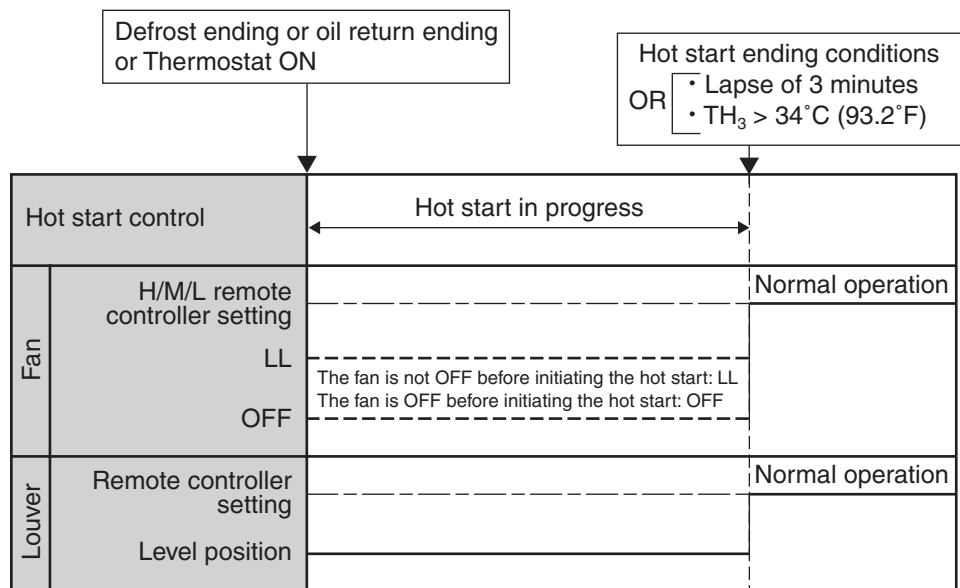 Defrost ending or oil return ending
or Thermostat ON
Hot start ending conditions
OR
・Lapse of 3 minutes
・TH₃ > 34˚C (93.2˚F)
Hot start control
Hot start in progress
Fan
H/M/L remote
controller setting
Normal operation
LL
The fan is not OFF before initiating the hot start: LL
The fan is OFF before initiating the hot start: OFF
OFF
Louver
Remote controller
setting
Normal operation
Level position